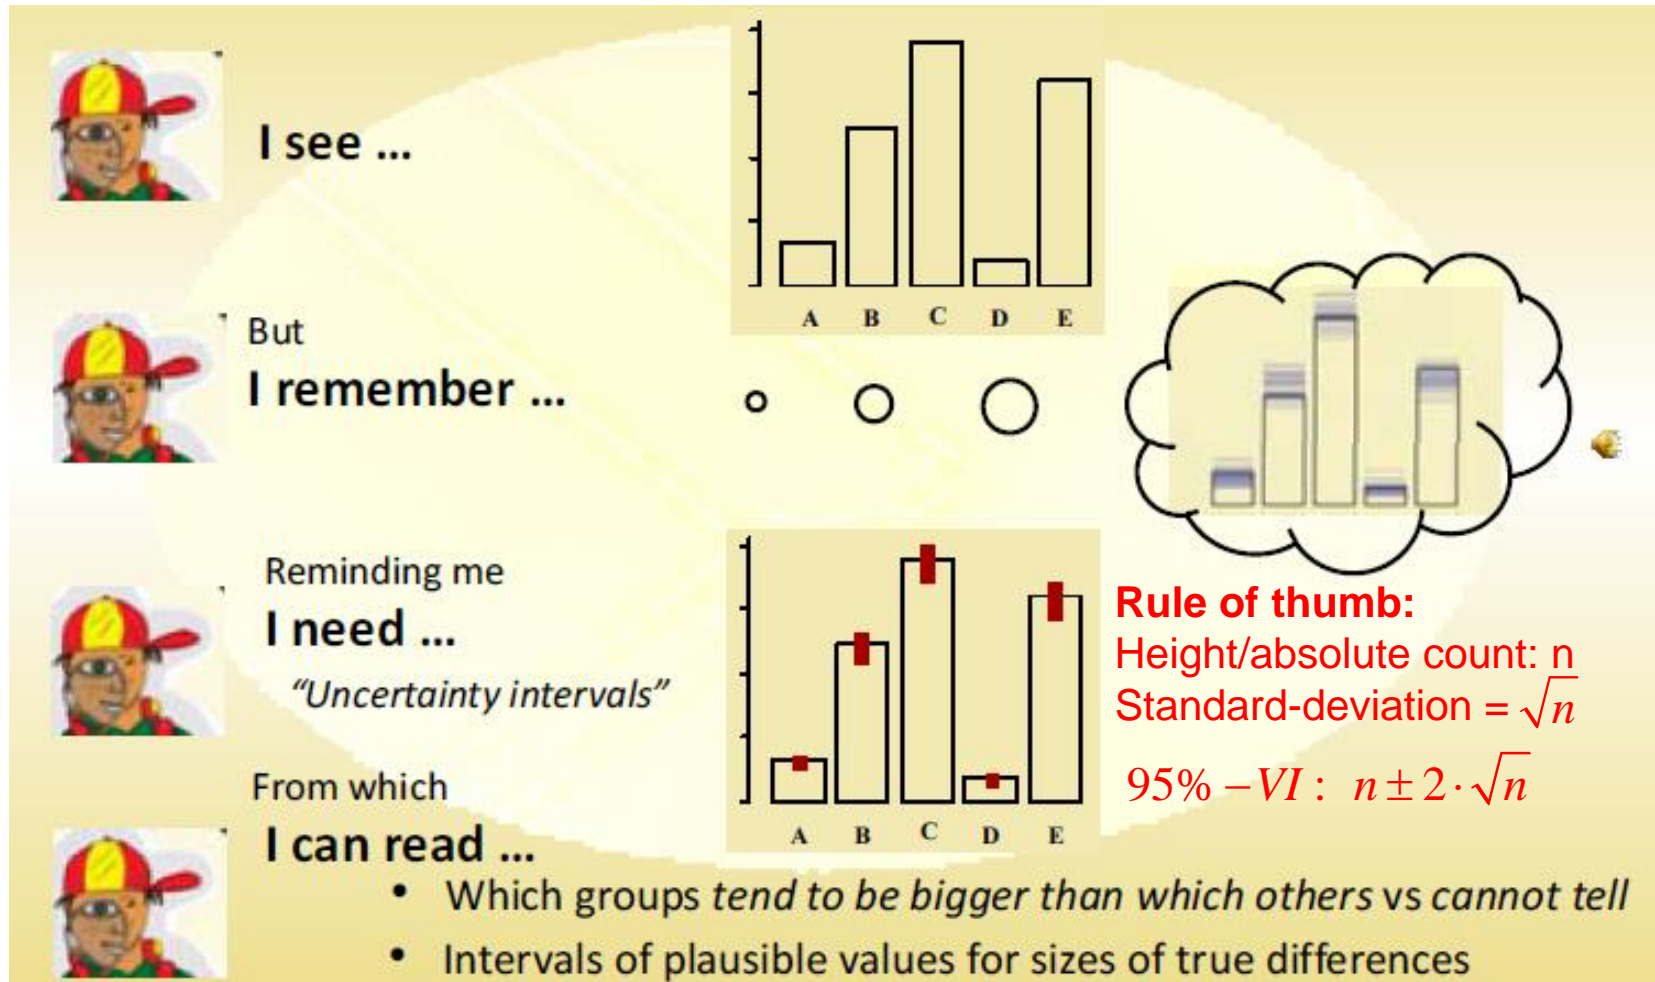 I see ...
A B C D E
But
I remember ...
Reminding me
I need ...
“Uncertainty intervals”
A B C D E
Rule of thumb:
Height/absolute count: n
Standard-deviation = √n
95% – VI : n ± 2 · √n
From which
I can read ...
• Which groups tend to be bigger than which others vs cannot tell
• Intervals of plausible values for sizes of true differences